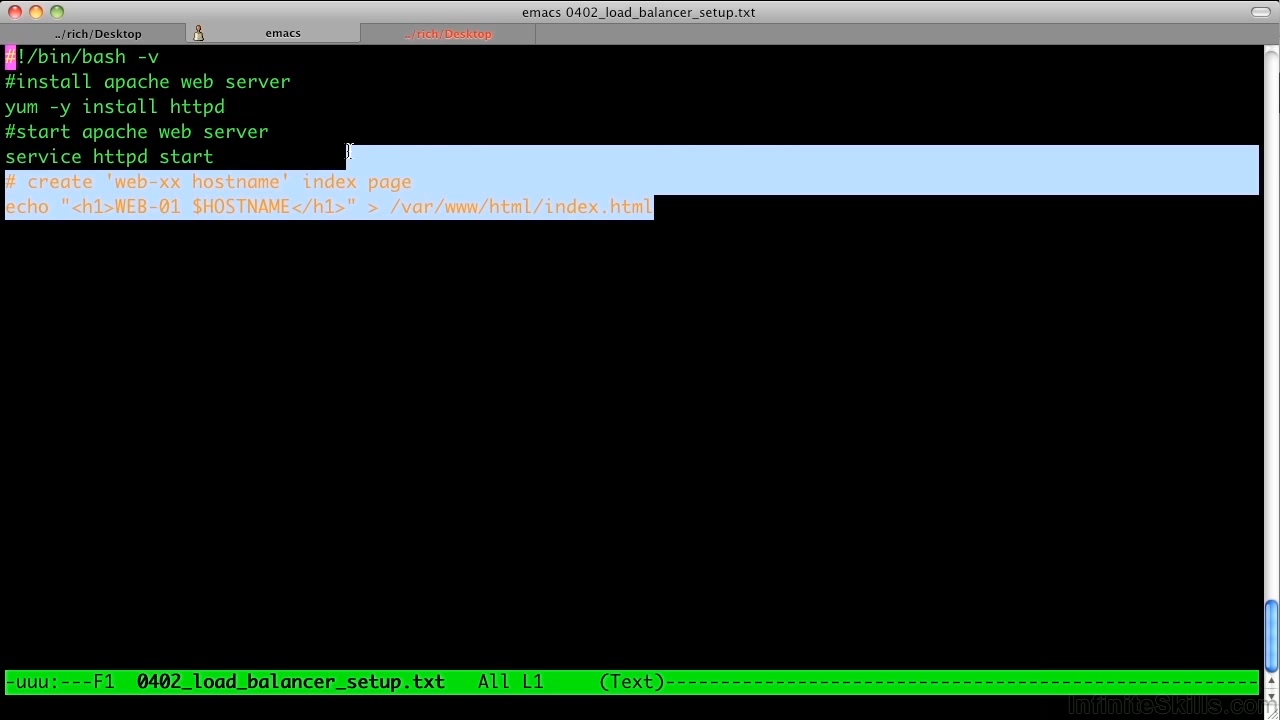 emacs 0402_load_balancer_setup.txt
../rich/Desktop
emacs
../rich/Desktop
#!/bin/bash -v
#install apache web server
yum -y install httpd
#start apache web server
service httpd start
# create 'web-xx hostname' index page
echo "<h1>WEB-01 $HOSTNAME</h1>" > /var/www/html/index.html
-uuu:---F1  0402_load_balancer_setup.txt   All L1     (Text)------------------------------------------------------
InfiniteSkills.com